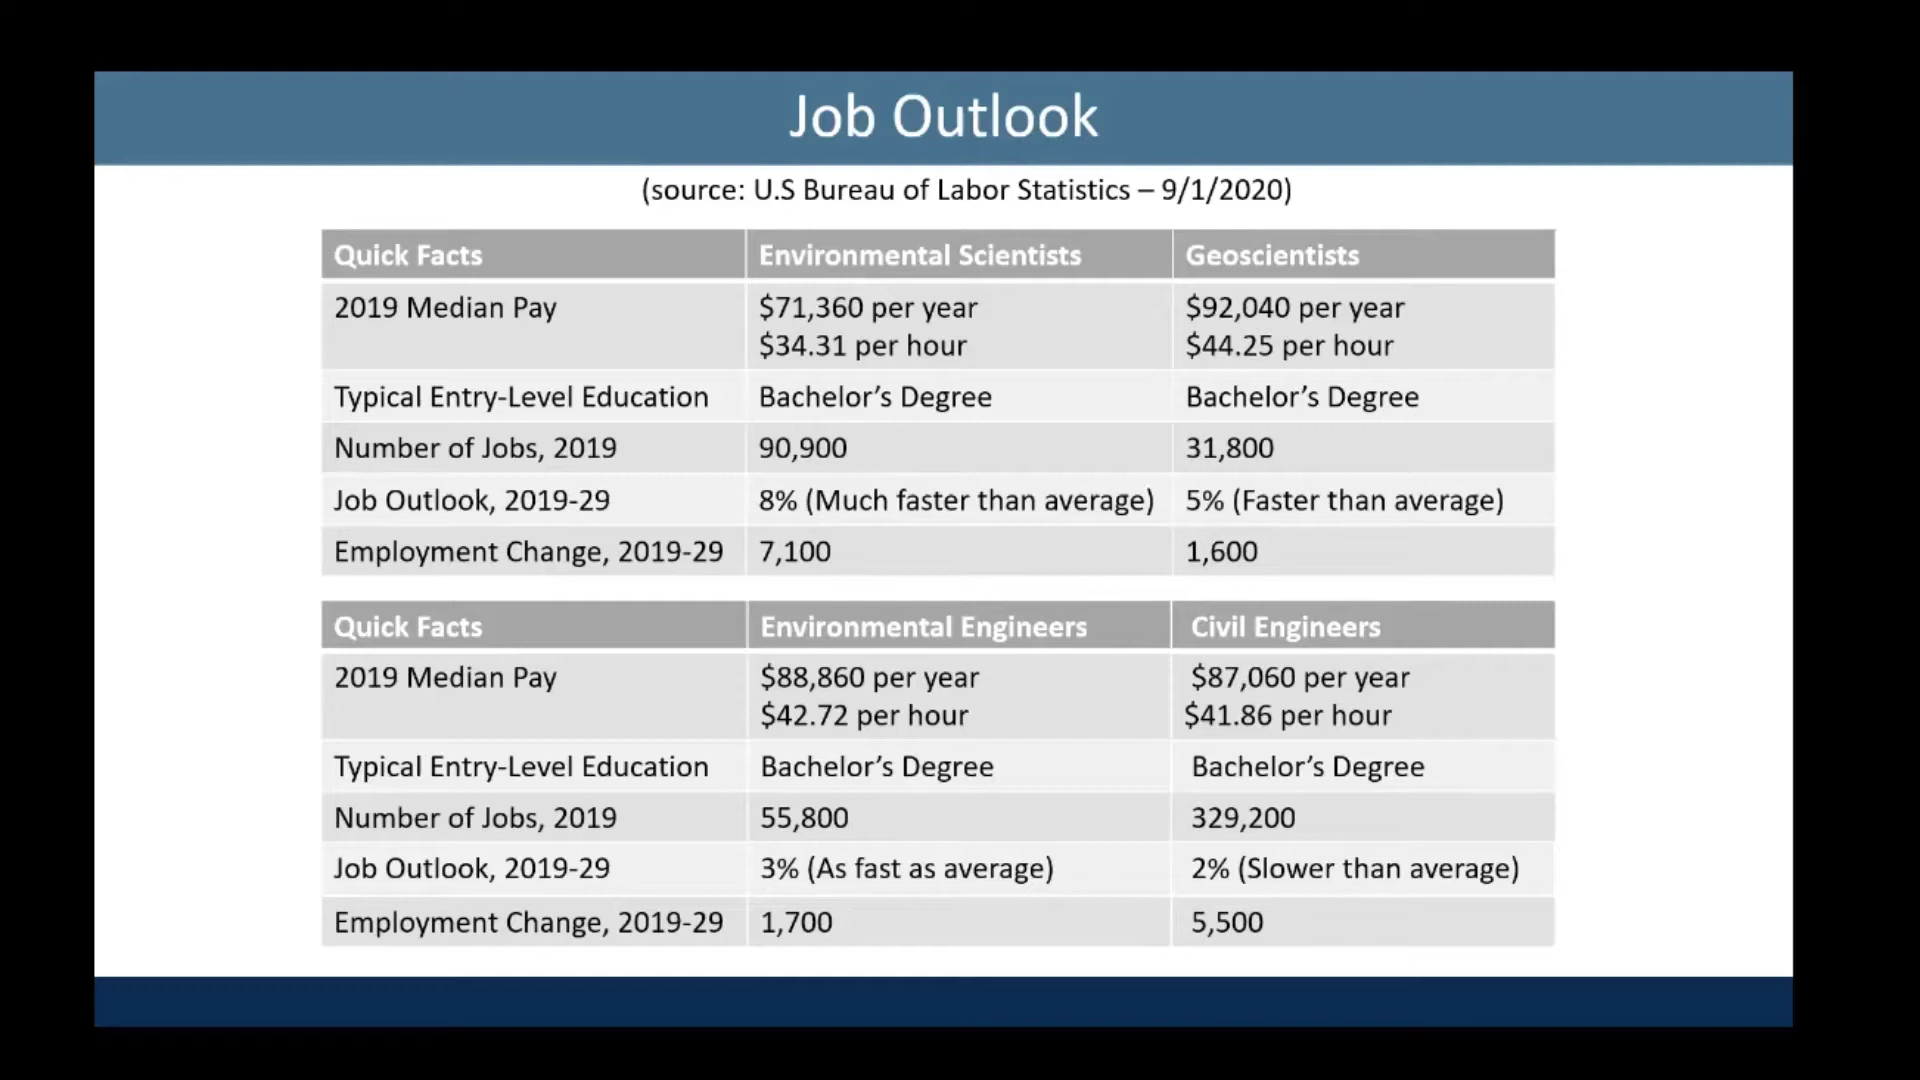 Job Outlook
(source: U.S Bureau of Labor Statistics – 9/1/2020)
Quick Facts Environmental Scientists Geoscientists
2019 Median Pay $71,360 per year $92,040 per year
$34.31 per hour $44.25 per hour
Typical Entry-Level Education Bachelor’s Degree Bachelor’s Degree
Number of Jobs, 2019 90,900 31,800
Job Outlook, 2019-29 8% (Much faster than average) 5% (Faster than average)
Employment Change, 2019-29 7,100 1,600
Quick Facts Environmental Engineers Civil Engineers
2019 Median Pay $88,860 per year $87,060 per year
$42.72 per hour $41.86 per hour
Typical Entry-Level Education Bachelor’s Degree Bachelor’s Degree
Number of Jobs, 2019 55,800 329,200
Job Outlook, 2019-29 3% (As fast as average) 2% (Slower than average)
Employment Change, 2019-29 1,700 5,500